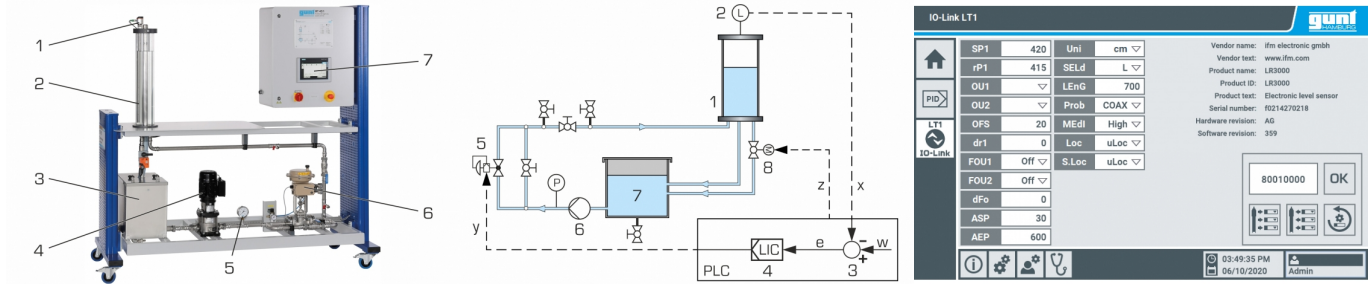 1
2
3
4
5
6
7
gunt
2 L
1
5
P
6
7
M
8
z
x
y
LIC
e
w
-
+
PLC
4
3
IO-Link LT1
gunt
HAMBURG
SP1 420 Uni cm
rP1 415 SELd L
OU1 LEnG 700
OU2 Prob COAX
OFS 20 MEdI High
dr1 0 Loc uLoc
FOU1 Off S.Loc uLoc
FOU2 Off
dFo 0
ASP 30
AEP 600
PID
LT1
IO-Link
Vendor name: ifm electronic gmbh
Vendor text: www.ifm.com
Product name: LR3000
Product ID: LR3000
Product text: Electronic level sensor
Serial number: f0214270218
Hardware revision: AG
Software revision: 359
80010000 OK
03:49:35 PM
06/10/2020
Admin